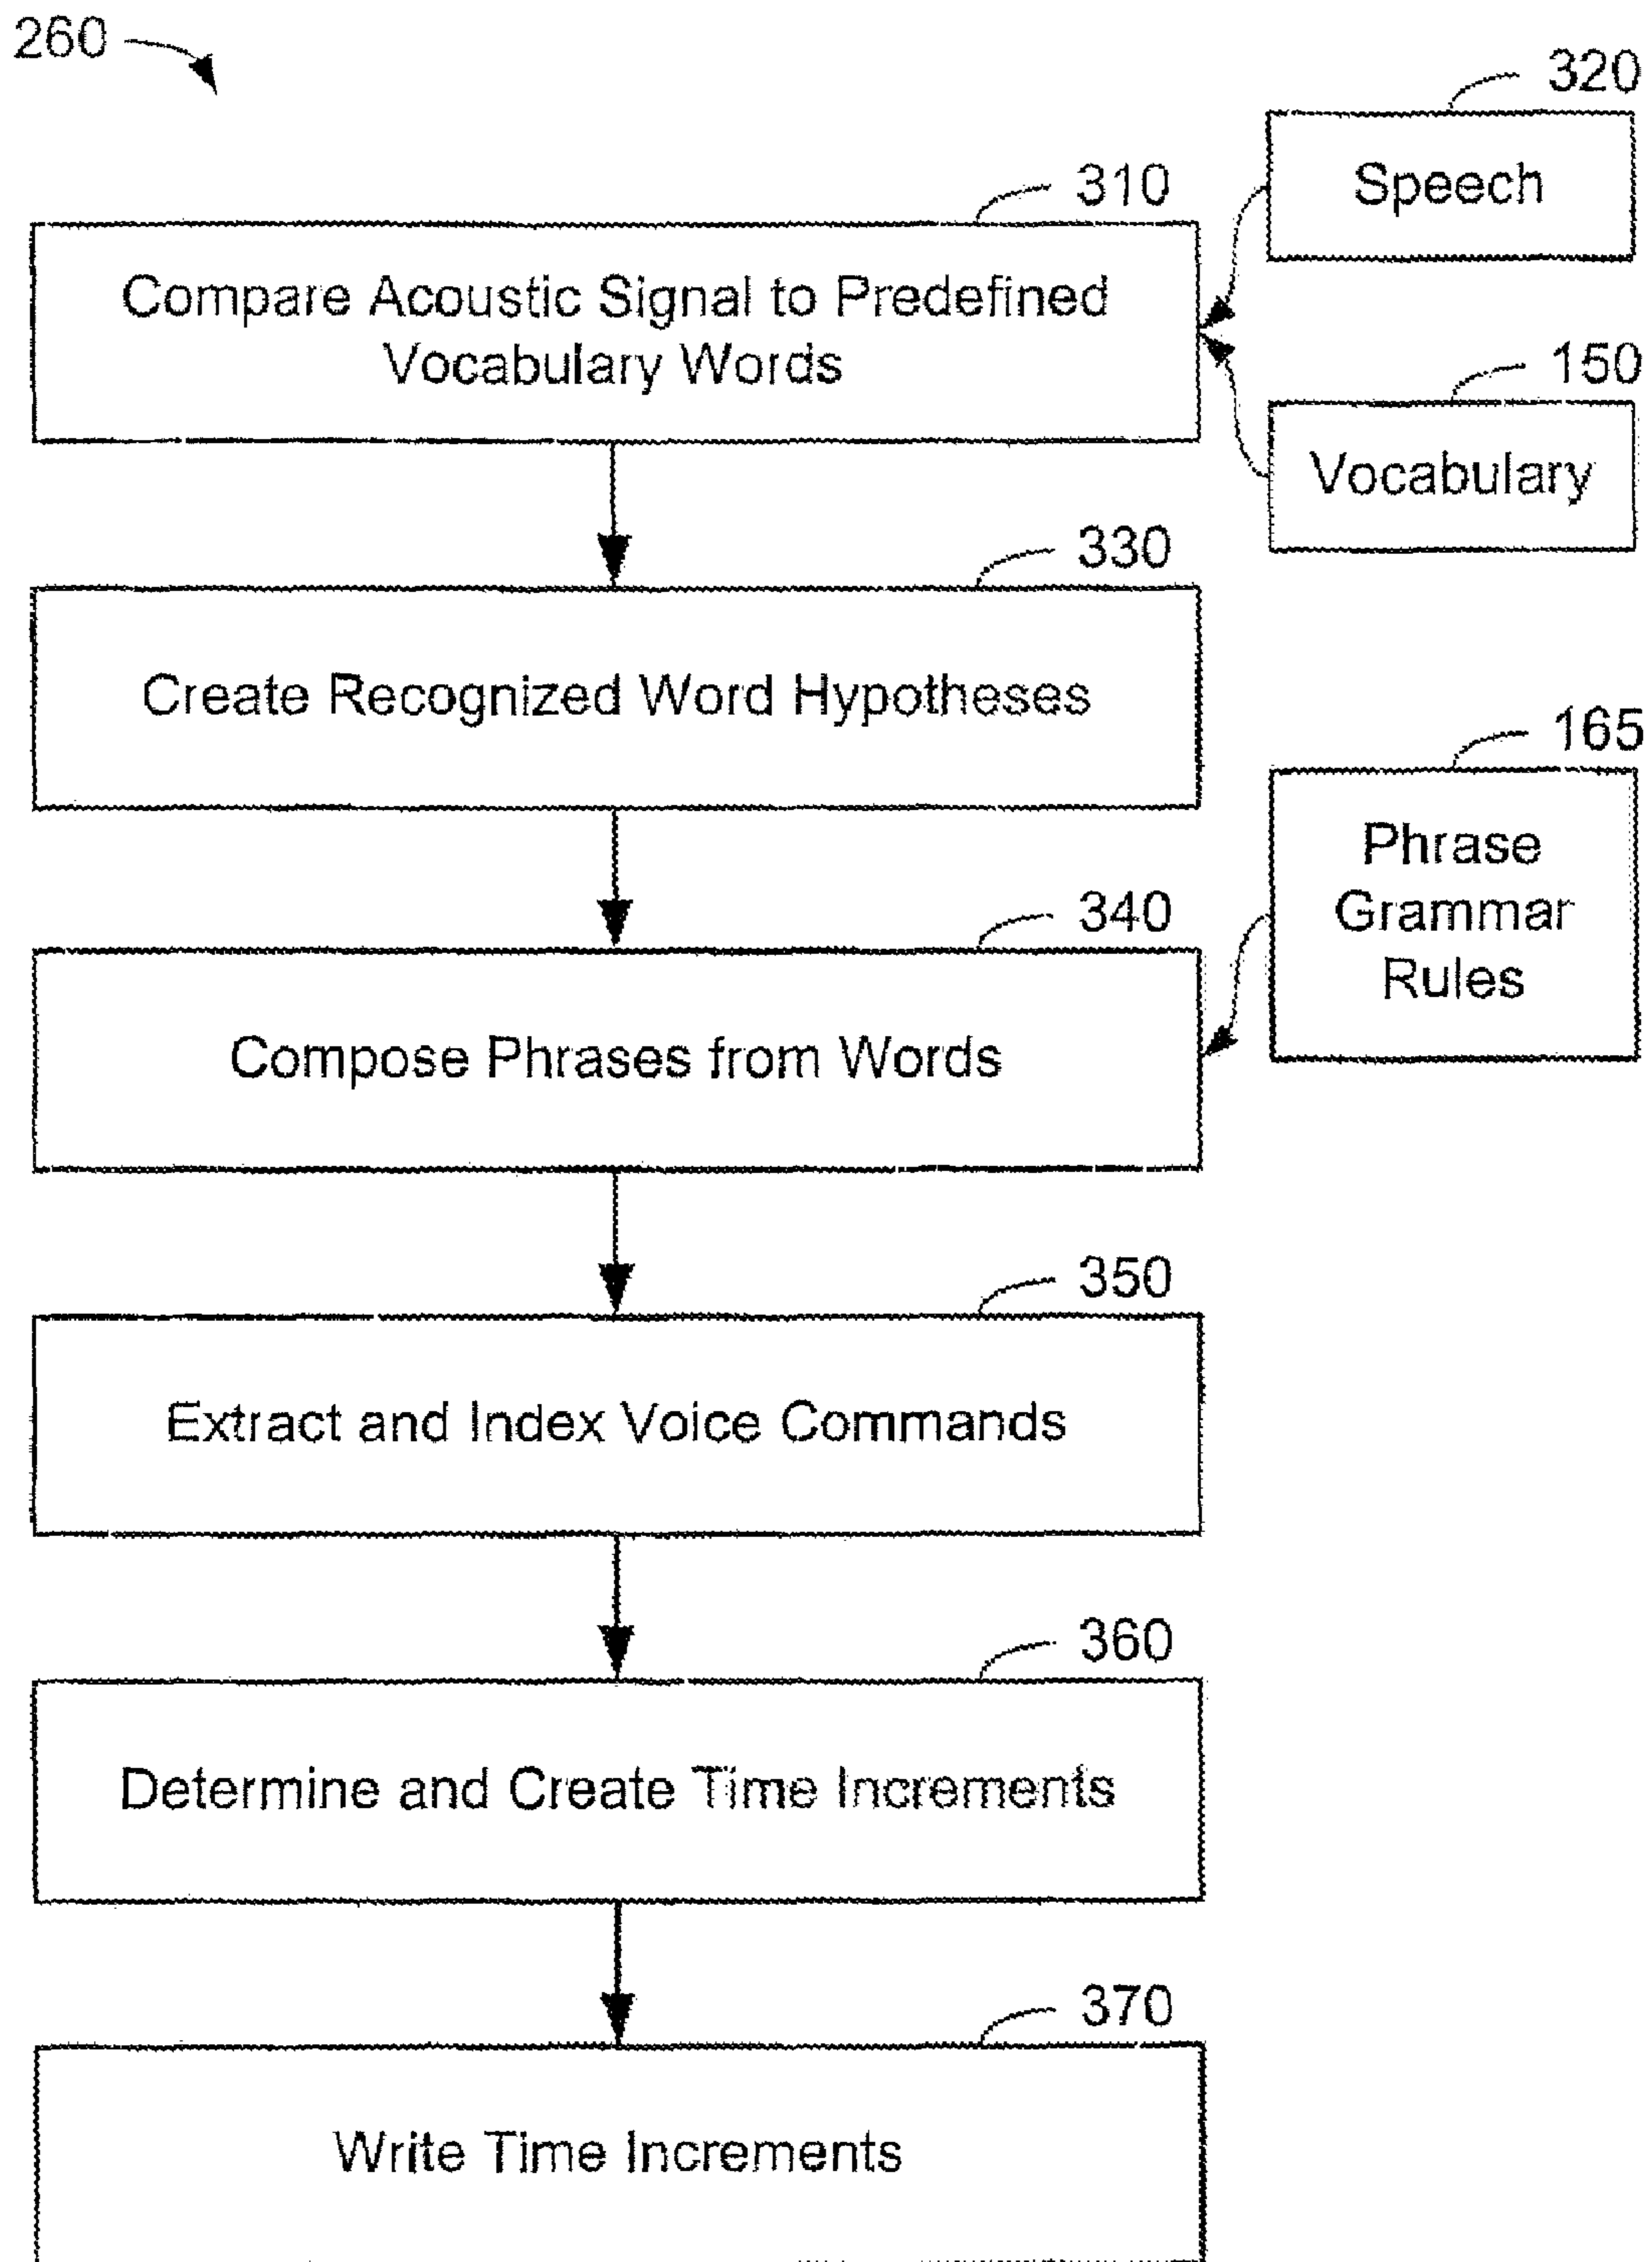 260
320
Speech
310
Compare Acoustic Signal to Predefined
Vocabulary Words
150
Vocabulary
330
Create Recognized Word Hypotheses
165
Phrase
Grammar
Rules
340
Compose Phrases from Words
350
Extract and Index Voice Commands
360
Determine and Create Time Increments
370
Write Time Increments